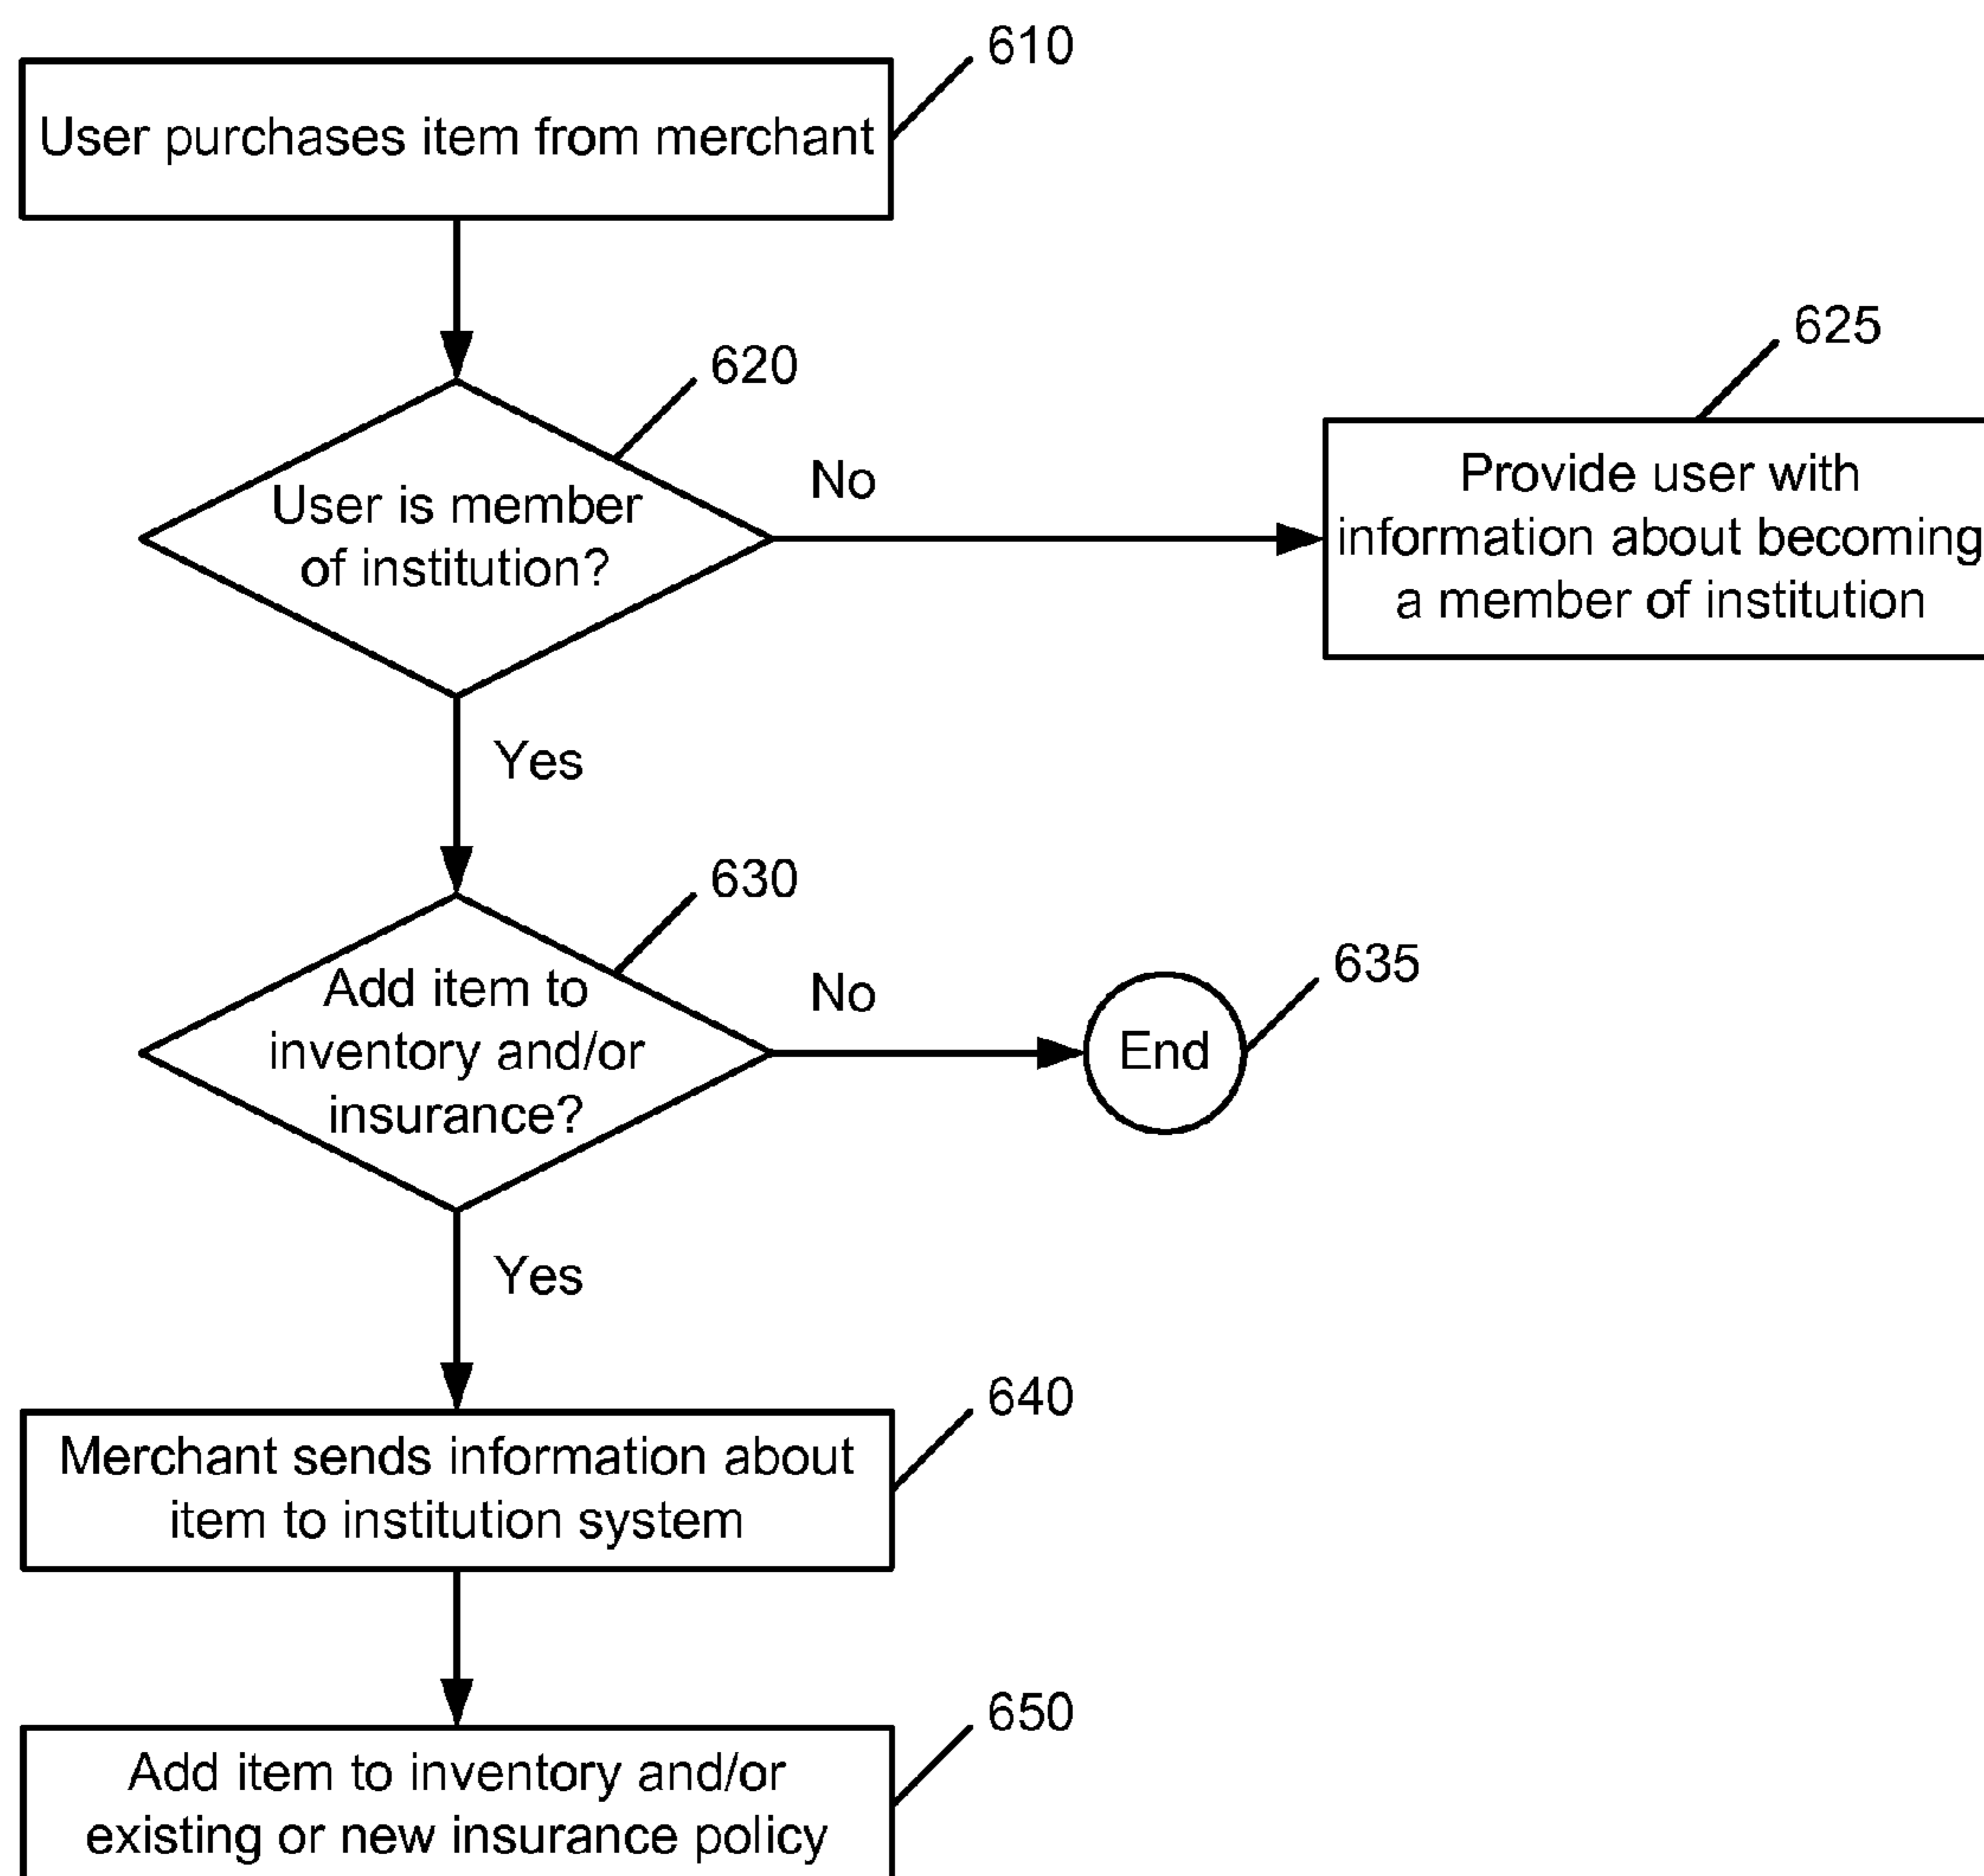 610
User purchases item from merchant
620
625
User is member
of institution?
No
Provide user with
information about becoming
a member of institution
Yes
630
Add item to
inventory and/or
insurance?
No
End
635
Yes
640
Merchant sends information about
item to institution system
650
Add item to inventory and/or
existing or new insurance policy